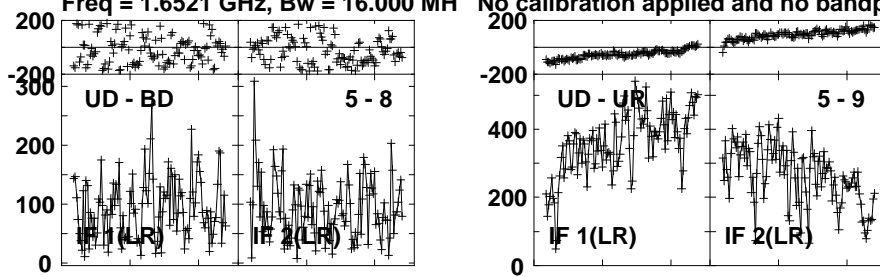 Freq = 1.6521 GHz, Bw = 16.000 MH No calibration applied and no bandp
200
-200
300
200
100
0
UD - BD
5 - 8
IF 1(LR)
IF 2(LR)
200
-200
400
200
0
UD - UR
5 - 9
IF 1(LR)
IF 2(LR)